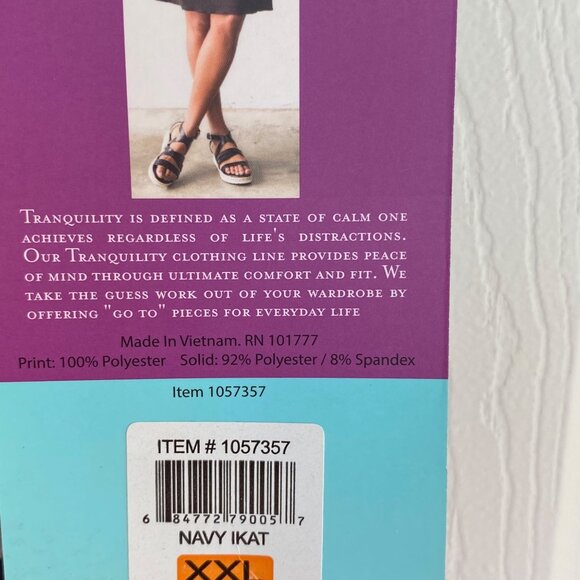 Tranquility is defined as a state of calm one
achieves regardless of life's distractions.
Our Tranquility clothing line provides peace
of mind through ultimate comfort and fit. We
take the guess work out of your wardrobe by
offering "go to" pieces for everyday life
Made In Vietnam. RN 101777
Print: 100% Polyester Solid: 92% Polyester / 8% Spandex
Item 1057357
ITEM # 1057357
6 84772 79005 7
NAVY IKAT
XXL